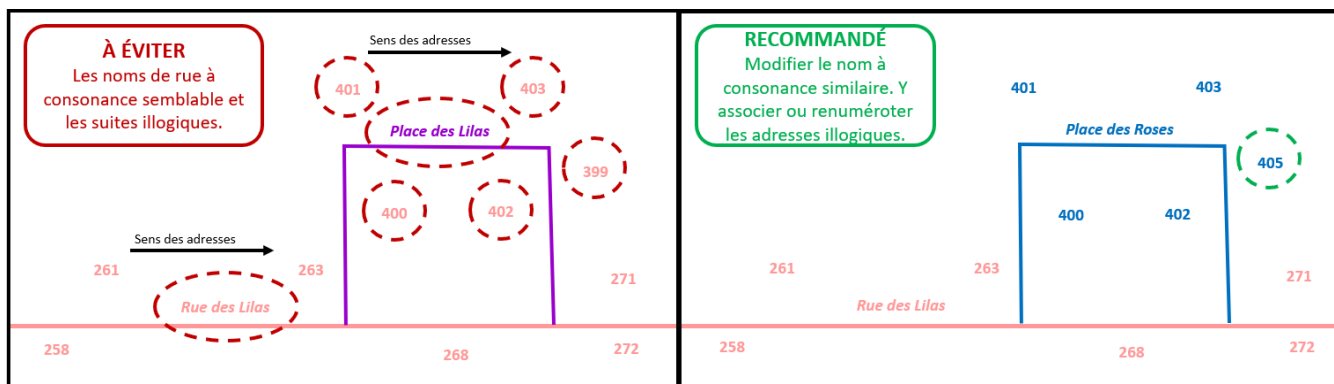 À ÉVITER
Les noms de rue à
consonance semblable et
les suites illogiques.
Sens des adresses
401
403
Place des Lilas
399
400
402
Sens des adresses
261
263
271
Rue des Lilas
258
268
272
RECOMMANDÉ
Modifier le nom à
consonance similaire. Y
associer ou renuméroter
les adresses illogiques.
401
403
Place des Roses
405
400
402
261
263
271
Rue des Lilas
258
268
272